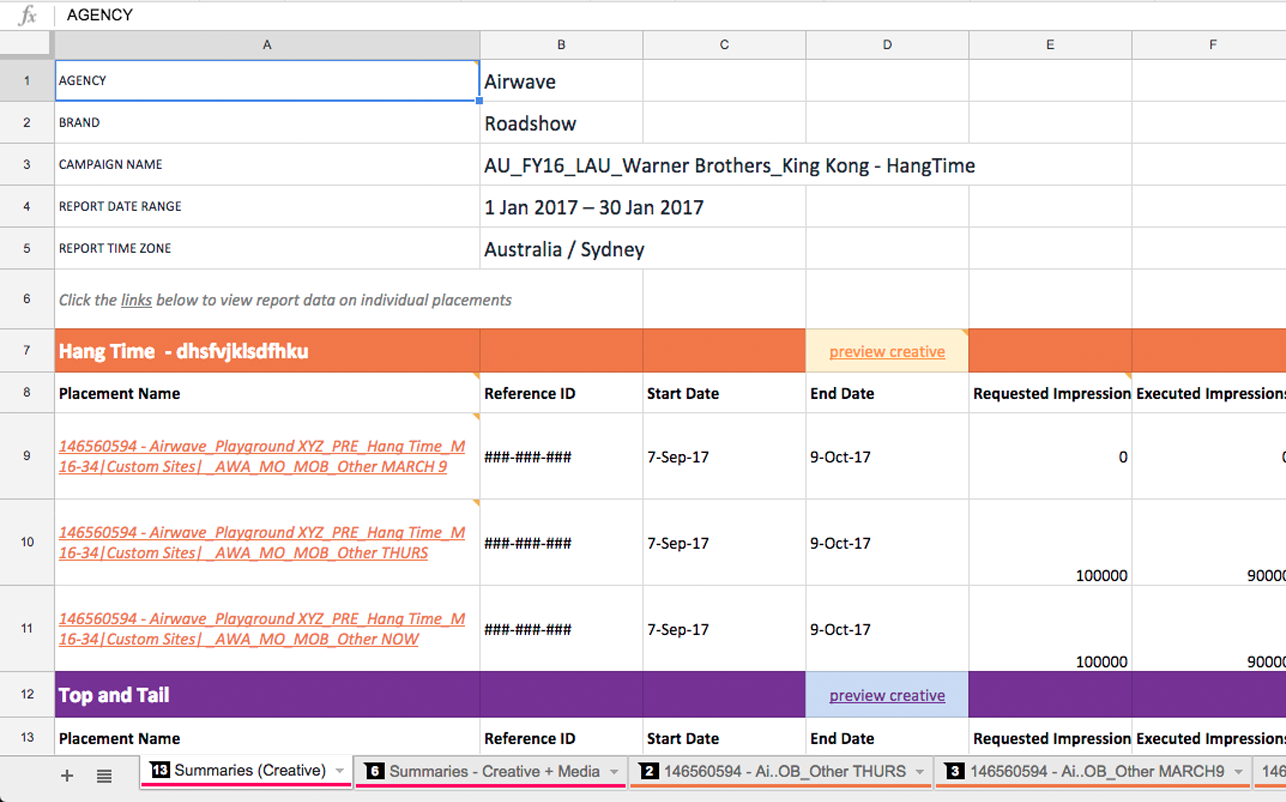 fx AGENCY
A B C D E F
1 AGENCY Airwave
2 BRAND Roadshow
3 CAMPAIGN NAME AU_FY16_LAU_Warner Brothers_King Kong - HangTime
4 REPORT DATE RANGE 1 Jan 2017 – 30 Jan 2017
5 REPORT TIME ZONE Australia / Sydney
6 Click the links below to view report data on individual placements
7 Hang Time - dhsfvjklsdfhku preview creative
8 Placement Name Reference ID Start Date End Date Requested Impression Executed Impressions
9 146560594 - Airwave_Playground XYZ_PRE_Hang Time_M
16-34|Custom Sites|_AWA_MO_MOB_Other MARCH 9 ###-###-### 7-Sep-17 9-Oct-17 0 0
10 146560594 - Airwave_Playground XYZ_PRE_Hang Time_M
16-34|Custom Sites|_AWA_MO_MOB_Other THURS ###-###-### 7-Sep-17 9-Oct-17
100000 90000
11 146560594 - Airwave_Playground XYZ_PRE_Hang Time_M
16-34|Custom Sites|_AWA_MO_MOB_Other NOW ###-###-### 7-Sep-17 9-Oct-17
100000 90000
12 Top and Tail preview creative
13 Placement Name Reference ID Start Date End Date Requested Impression Executed Impressions
+ 13 Summaries (Creative) 6 Summaries - Creative + Media 2 146560594 - Ai..OB_Other THURS 3 146560594 - Ai..OB_Other MARCH9 146